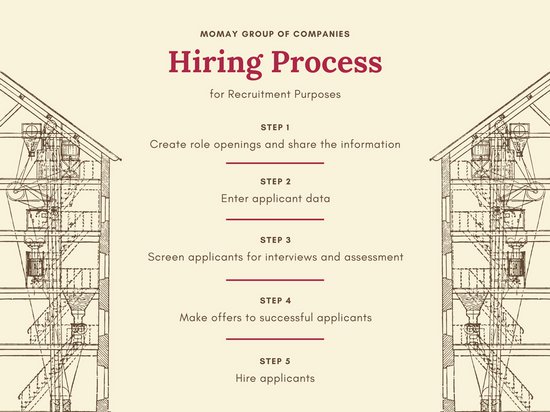 MOMAY GROUP OF COMPANIES
Hiring Process
for Recruitment Purposes
STEP 1
Create role openings and share the information
STEP 2
Enter applicant data
STEP 3
Screen applicants for interviews and assessment
STEP 4
Make offers to successful applicants
STEP 5
Hire applicants